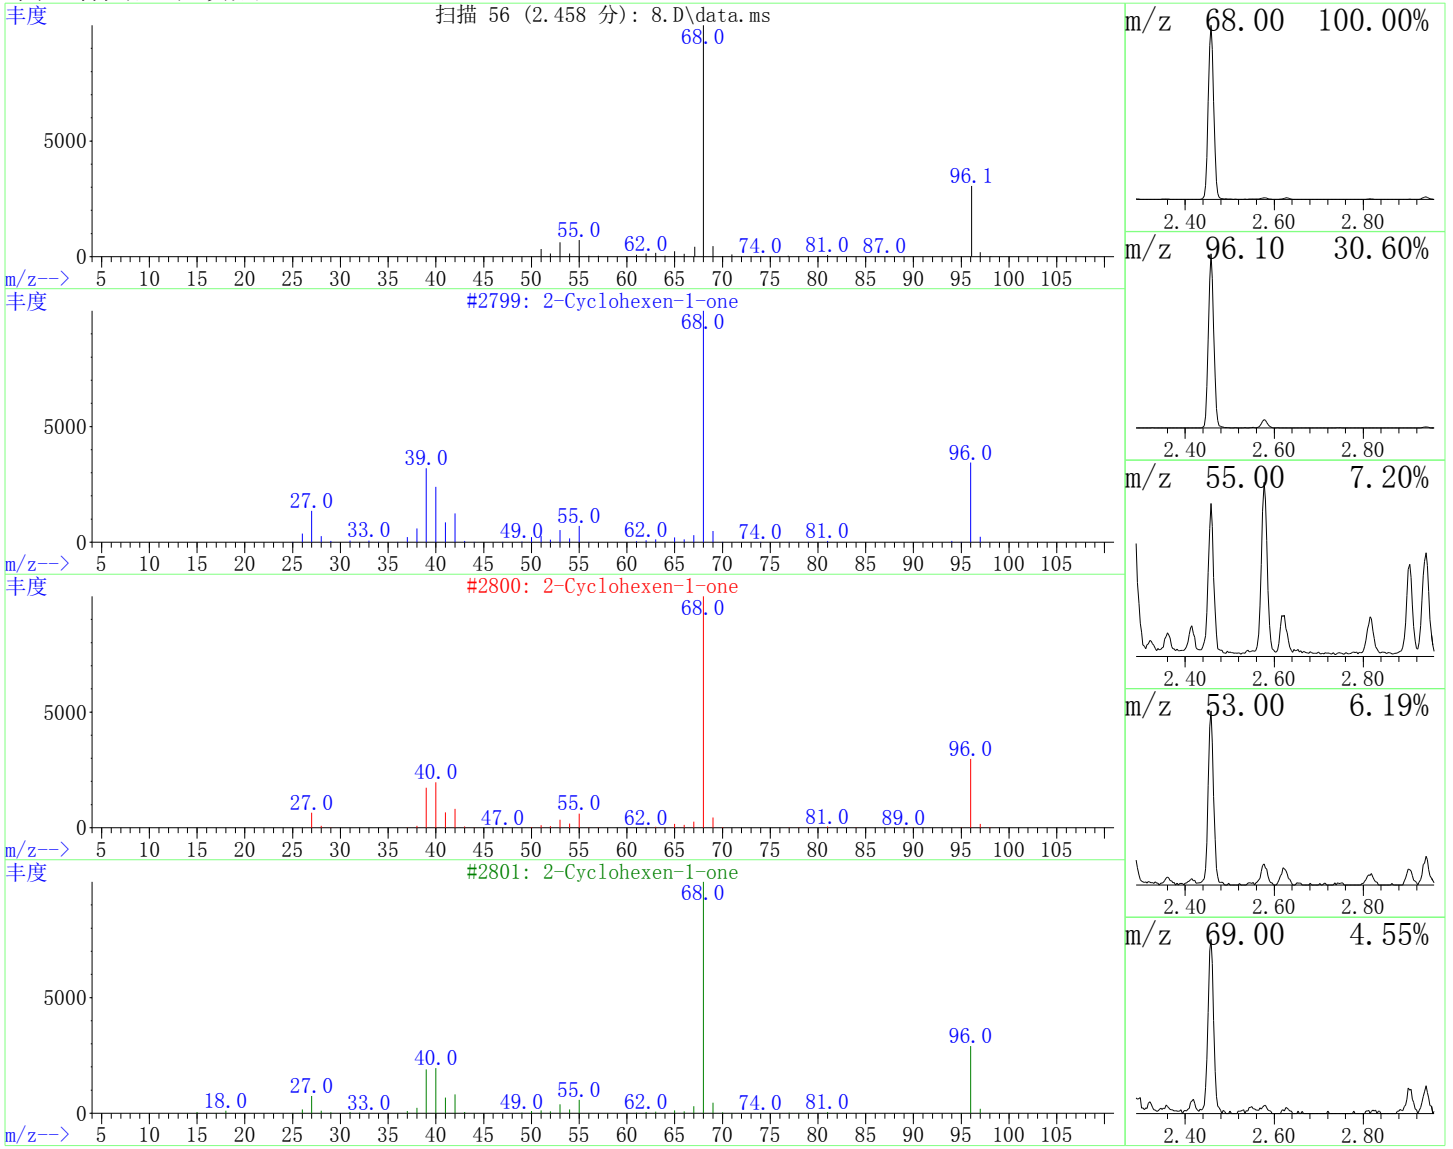 丰度
扫描 56 (2.458 分): 8.D\data.ms
68.0
5000
96.1
55.0 62.0 74.0 81.0 87.0
0
5 10 15 20 25 30 35 40 45 50 55 60 65 70 75 80 85 90 95 100 105
m/z-->
丰度
#2799: 2-Cyclohexen-1-one
68.0
5000
39.0 96.0
27.0
33.0 49.0 55.0 62.0 74.0 81.0
0
5 10 15 20 25 30 35 40 45 50 55 60 65 70 75 80 85 90 95 100 105
m/z-->
丰度
#2800: 2-Cyclohexen-1-one
68.0
5000
40.0 96.0
27.0
47.0 55.0 62.0 81.0 89.0
0
5 10 15 20 25 30 35 40 45 50 55 60 65 70 75 80 85 90 95 100 105
m/z-->
丰度
#2801: 2-Cyclohexen-1-one
68.0
5000
40.0 96.0
18.0 27.0 33.0 49.0 55.0 62.0 74.0 81.0
0
5 10 15 20 25 30 35 40 45 50 55 60 65 70 75 80 85 90 95 100 105
m/z-->
m/z 68.00 100.00%
2.40 2.60 2.80
m/z 96.10 30.60%
2.40 2.60 2.80
m/z 55.00 7.20%
2.40 2.60 2.80
m/z 53.00 6.19%
2.40 2.60 2.80
m/z 69.00 4.55%
2.40 2.60 2.80